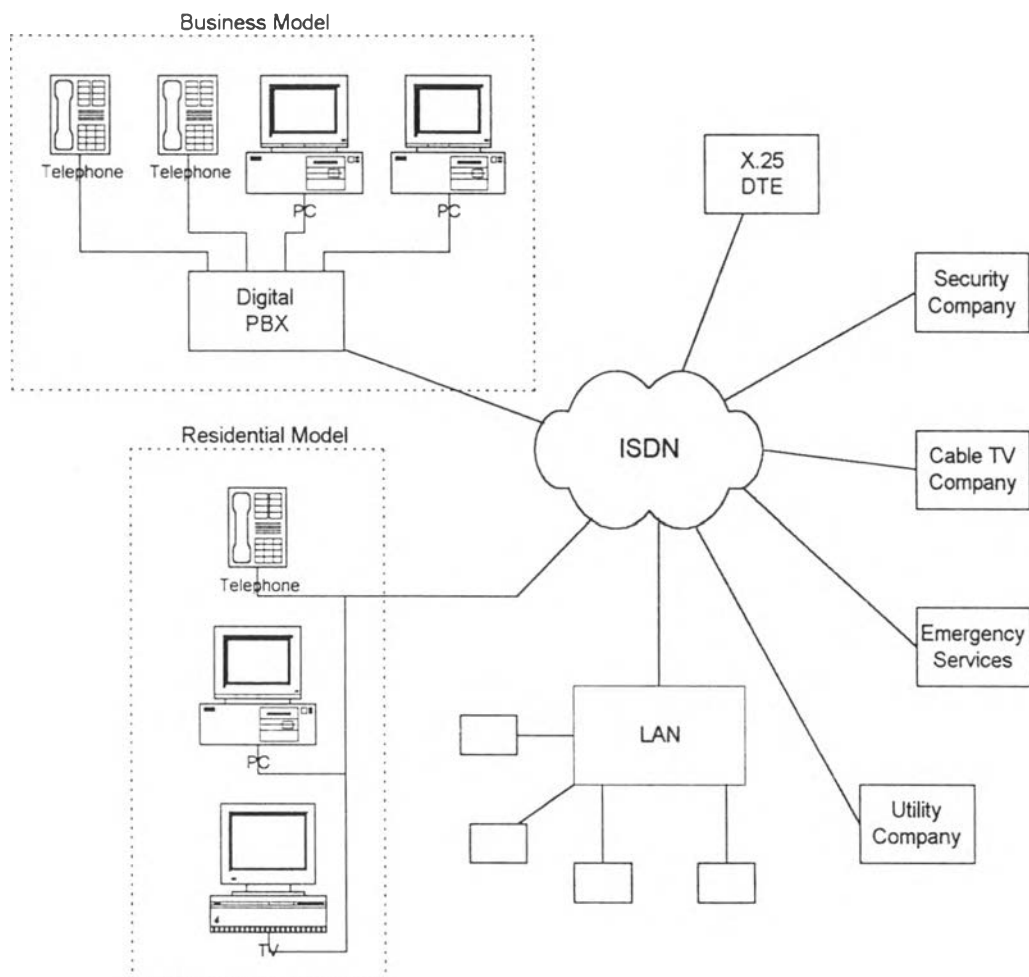 Business Model
Telephone
Telephone
PC
PC
Digital
PBX
X.25
DTE
Security
Company
Residential Model
ISDN
Cable TV
Company
Telephone
Emergency
Services
PC
LAN
Utility
Company
TV